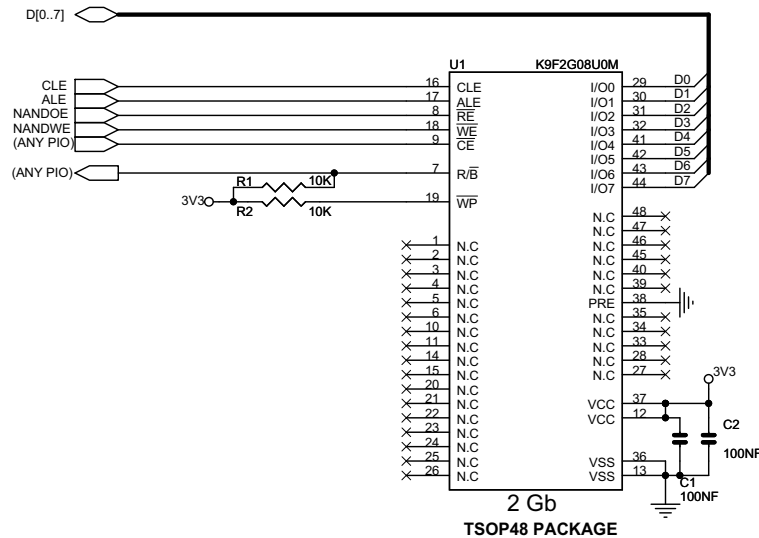 D[0..7]
U1 K9F2G08U0M
CLE 16 CLE I/O0 29 D0
ALE 17 ALE I/O1 30 D1
NANDOE 8 RE I/O2 31 D2
NANDWE 18 WE I/O3 32 D3
(ANY PIO) 9 CE I/O4 41 D4
I/O5 42 D5
(ANY PIO) 7 R/B I/O6 43 D6
I/O7 44 D7
R1 10K
3V3 R2 10K 19 WP
N.C 48
N.C 47
1 N.C N.C 46
2 N.C N.C 45
3 N.C N.C 40
4 N.C N.C 39
5 N.C PRE 38
6 N.C N.C 35
10 N.C N.C 34
11 N.C N.C 33
14 N.C N.C 28
15 N.C N.C 27
3V3
20 N.C
21 N.C VCC 37
22 N.C VCC 12
C2
23 N.C
24 N.C
100NF
25 N.C VSS 36
26 N.C VSS 13
C1
100NF
2 Gb
TSOP48 PACKAGE